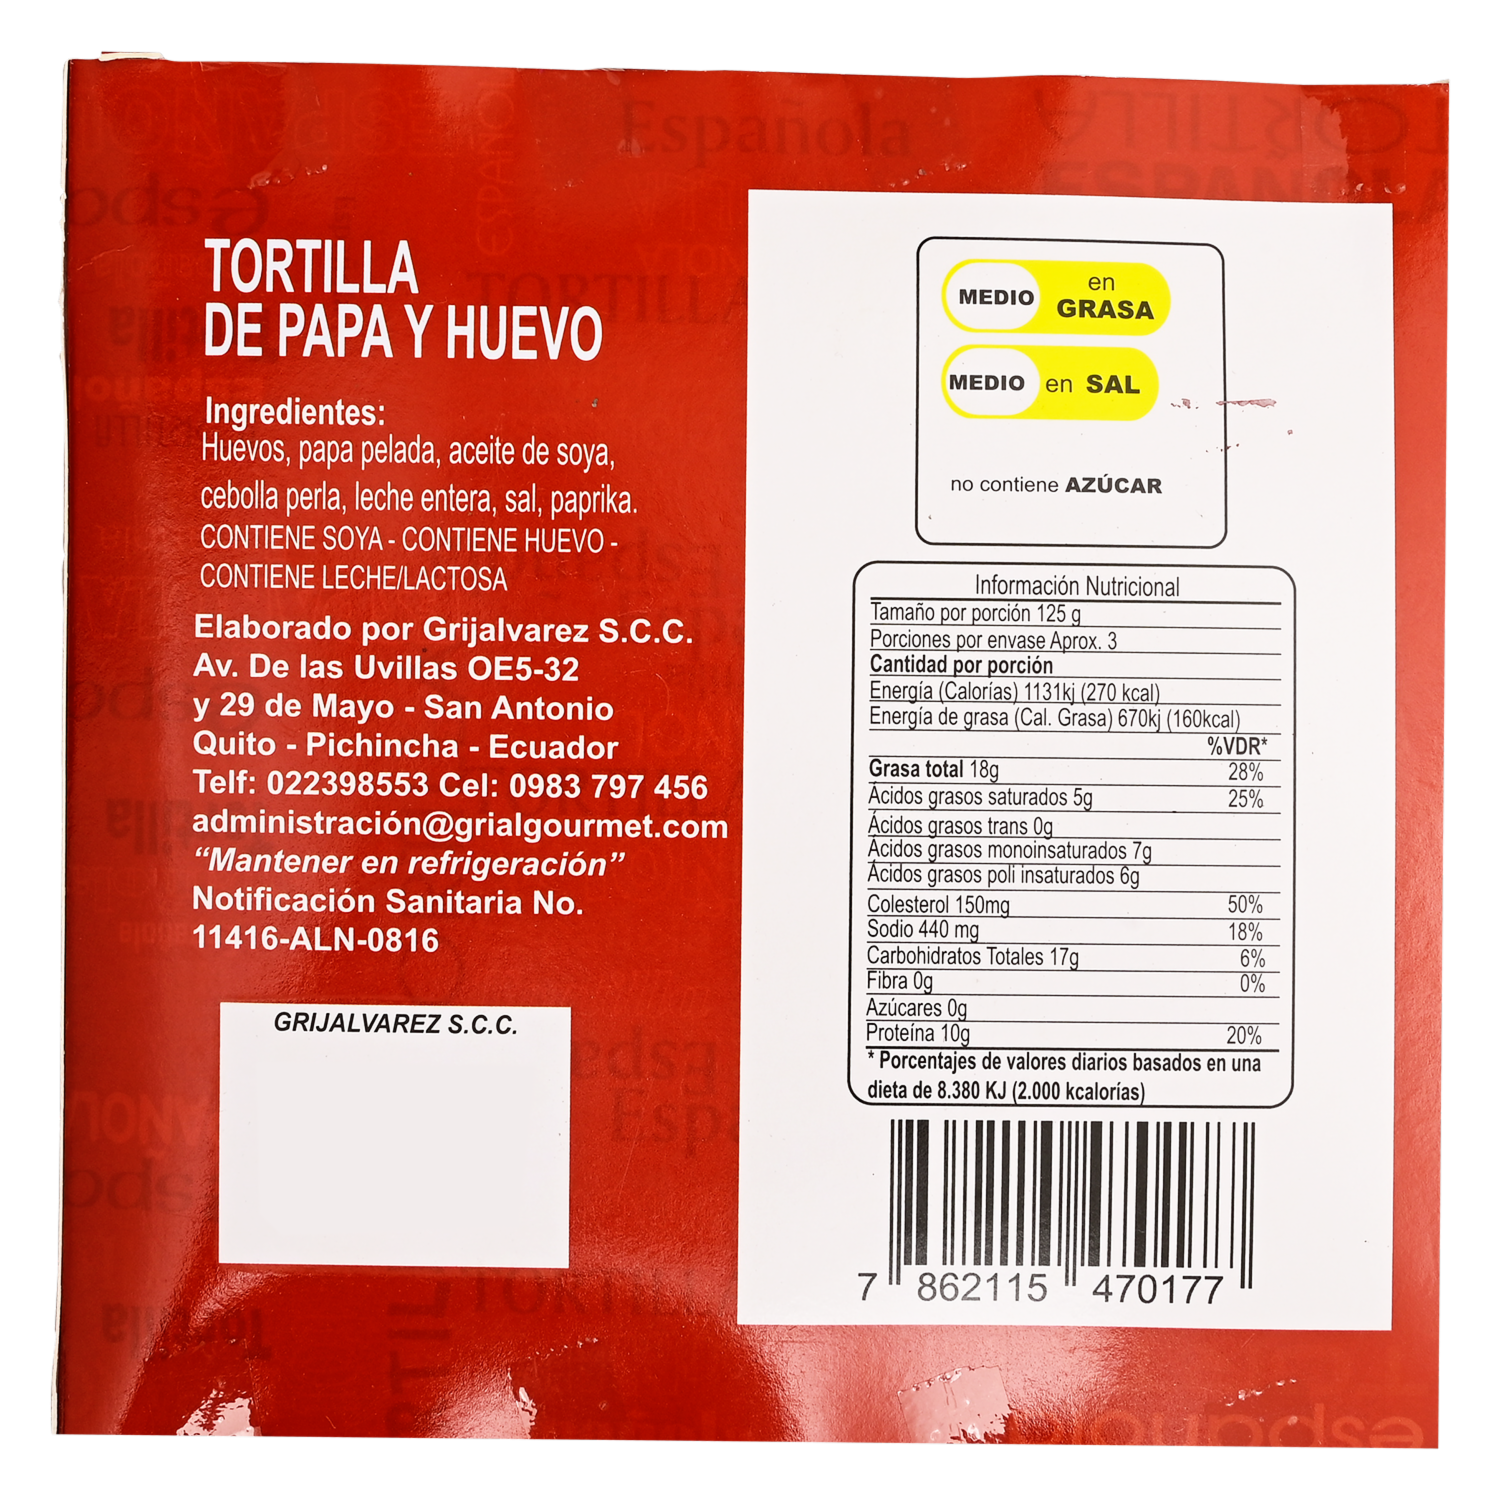 Española
TORTILLA
DE PAPA Y HUEVO
Ingredientes:
Huevos, papa pelada, aceite de soya,
cebolla perla, leche entera, sal, paprika.
CONTIENE SOYA - CONTIENE HUEVO -
CONTIENE LECHE/LACTOSA
Elaborado por Grijalvarez S.C.C.
Av. De las Uvillas OE5-32
y 29 de Mayo - San Antonio
Quito - Pichincha - Ecuador
Telf: 022398553 Cel: 0983 797 456
administración@grialgourmet.com
“Mantener en refrigeración”
Notificación Sanitaria No.
11416-ALN-0816
GRIJALVAREZ S.C.C.
MEDIO en GRASA
MEDIO en SAL
no contiene AZÚCAR
Información Nutricional
Tamaño por porción 125 g
Porciones por envase Aprox. 3
Cantidad por porción
Energía (Calorías) 1131kj (270 kcal)
Energía de grasa (Cal. Grasa) 670kj (160kcal)
%VDR*
Grasa total 18g 28%
Ácidos grasos saturados 5g 25%
Ácidos grasos trans 0g
Ácidos grasos monoinsaturados 7g
Ácidos grasos poli insaturados 6g
Colesterol 150mg 50%
Sodio 440 mg 18%
Carbohidratos Totales 17g 6%
Fibra 0g 0%
Azúcares 0g
Proteína 10g 20%
* Porcentajes de valores diarios basados en una
dieta de 8.380 KJ (2.000 kcalorías)
7 862115 470177